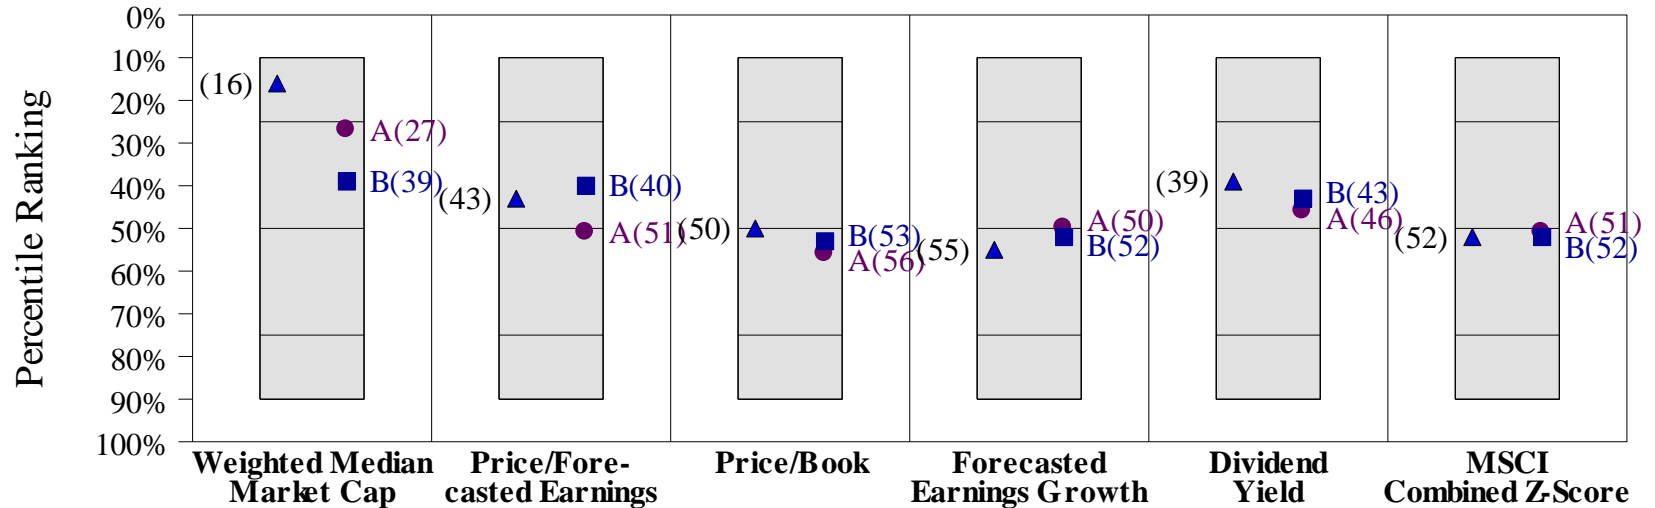 Percentile Ranking
0%
10%
20%
30%
40%
50%
60%
70%
80%
90%
100%
(16)
A(27)
B(39)
(43)
B(40)
A(51)
(50)
B(53)
A(56)
(55)
A(50)
B(52)
(39)
B(43)
A(46)
(52)
A(51)
B(52)
Weighted Median
Market Cap
Price/Fore-
casted Earnings
Price/Book
Forecasted
Earnings Growth
Dividend
Yield
MSCI
Combined Z-Score